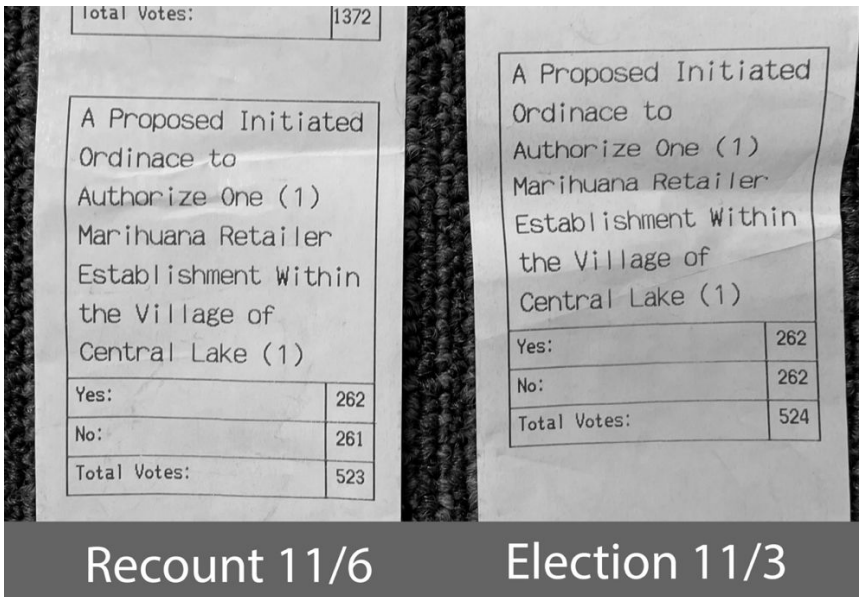 Total Votes: 1372
A Proposed Initiated
Ordinace to
Authorize One (1)
Marihuana Retailer
Establishment Within
the Village of
Central Lake (1)
Yes: 262
No: 261
Total Votes: 523
Recount 11/6
A Proposed Initiated
Ordinace to
Authorize One (1)
Marihuana Retailer
Establishment Within
the Village of
Central Lake (1)
Yes: 262
No: 262
Total Votes: 524
Election 11/3